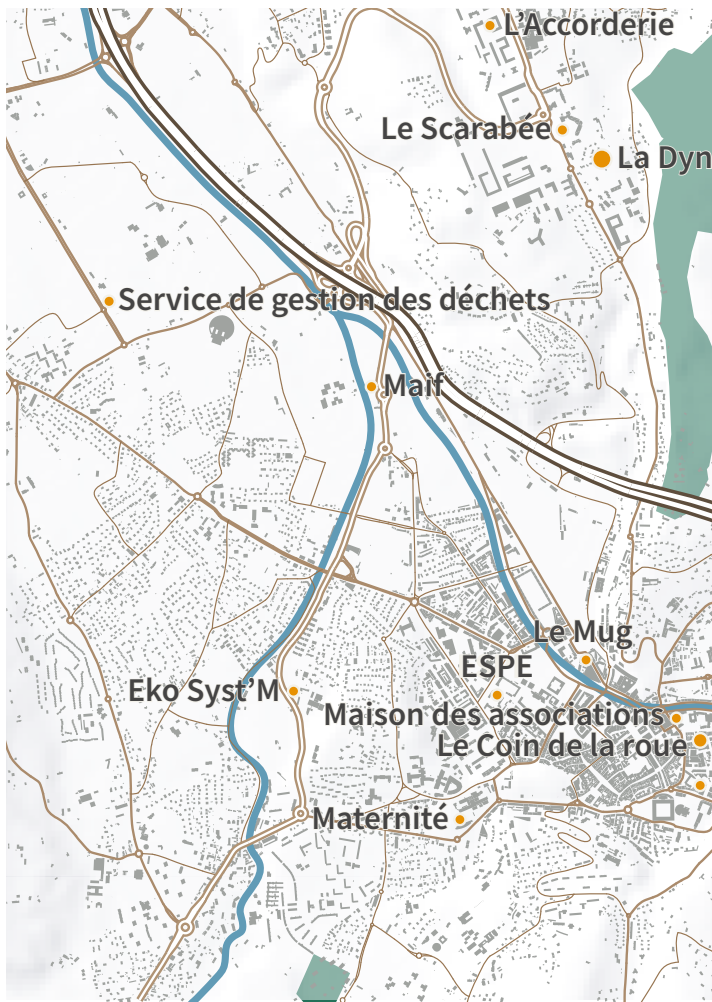 L'Accorderie
Le Scarabée
La Dyn
Service de gestion des déchets
Maif
Le Mug
ESPE
Eko Syst'M
Maison des associations
Le Coin de la roue
Maternité